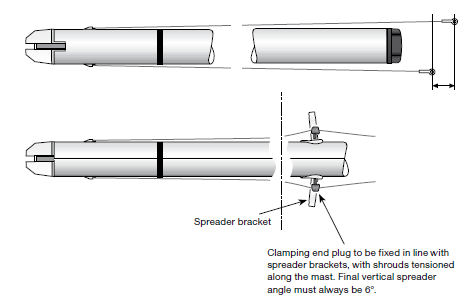 Spreader bracket
Clamping end plug to be fixed in line with
spreader brackets, with shrouds tensioned
along the mast. Final vertical spreader
angle must always be 6°.